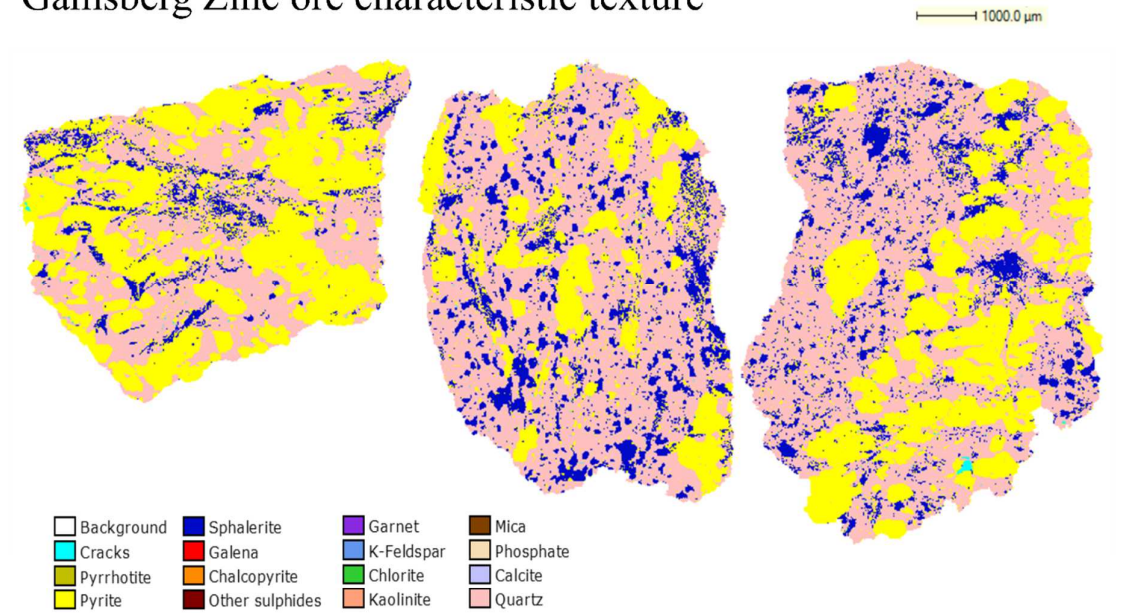 Gamsberg Zinc ore characteristic texture
1000.0 µm
Background Sphalerite Garnet Mica
Cracks Galena K-Feldspar Phosphate
Pyrrhotite Chalcopyrite Chlorite Calcite
Pyrite Other sulphides Kaolinite Quartz